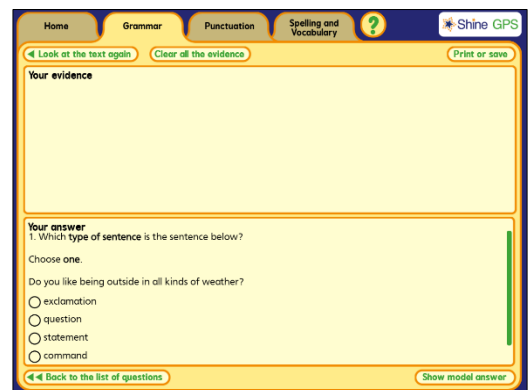 Home
Grammar
Punctuation
Spelling and
Vocabulary
?
Shine GPS
Look at the text again
Clear all the evidence
Print or save
Your evidence
Your answer
1. Which type of sentence is the sentence below?
Choose one.
Do you like being outside in all kinds of weather?
exclamation
question
statement
command
Back to the list of questions
Show model answer